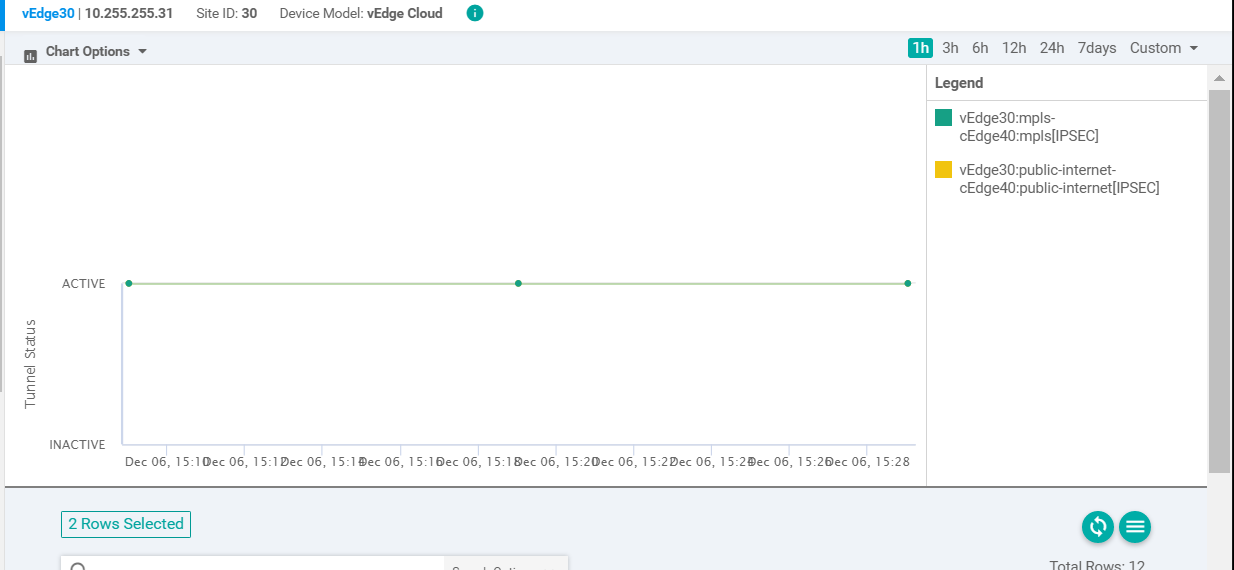 vEdge30 | 10.255.255.31 Site ID: 30 Device Model: vEdge Cloud
Chart Options 1h 3h 6h 12h 24h 7days Custom
Legend
vEdge30:mpls-
cEdge40:mpls[IPSEC]
vEdge30:public-internet-
cEdge40:public-internet[IPSEC]
ACTIVE
Tunnel Status
INACTIVE
Dec 06, 15:10 Dec 06, 15:12 Dec 06, 15:14 Dec 06, 15:16 Dec 06, 15:18 Dec 06, 15:20 Dec 06, 15:22 Dec 06, 15:24 Dec 06, 15:26 Dec 06, 15:28
2 Rows Selected
Total Rows: 12